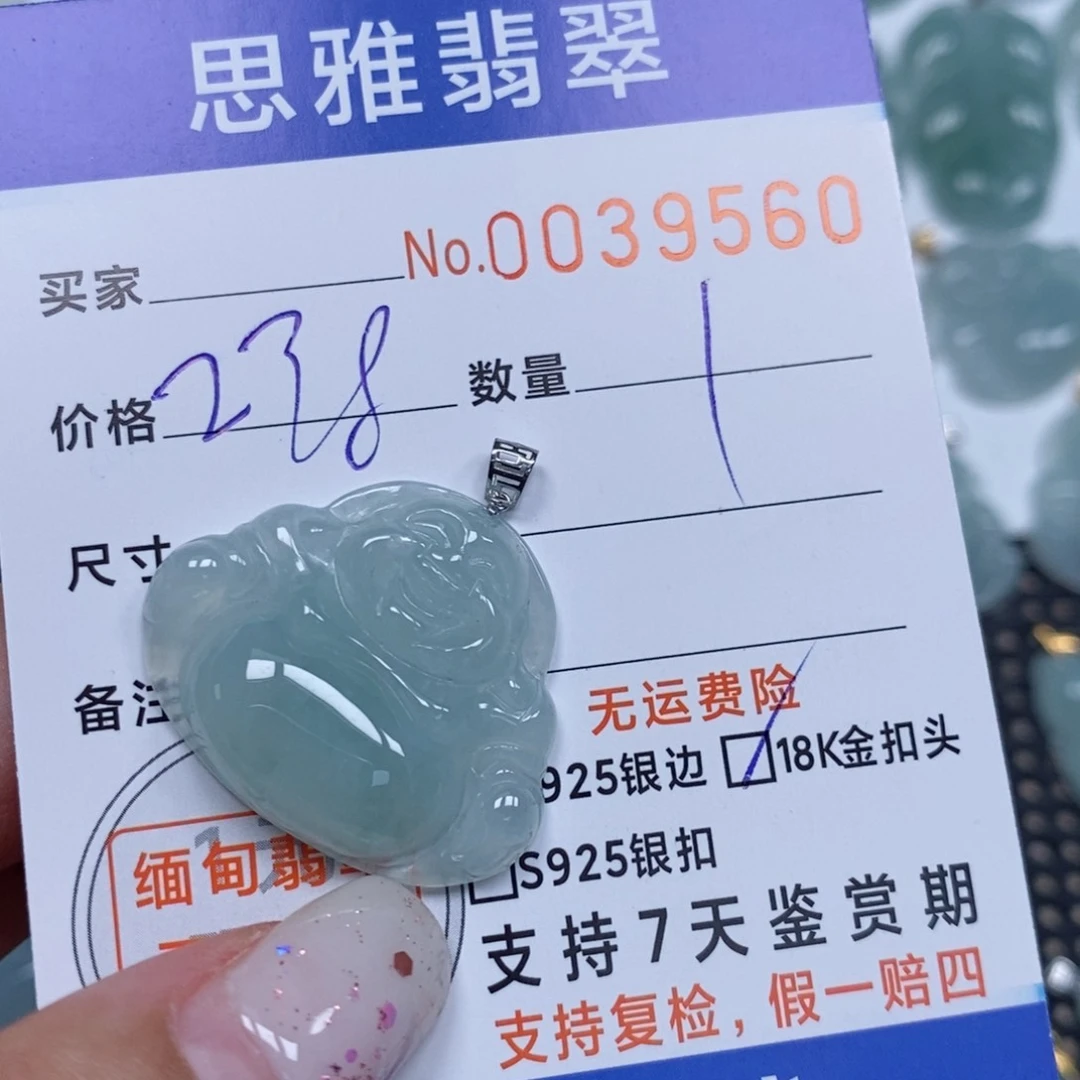 思雅翡翠
No.0039560
买家
价格 238 数量 1
尺寸
备注
无运费险
925银边 18K金扣头
S925银扣
缅甸翡
支持7天鉴赏期
支持复检，假一赔四